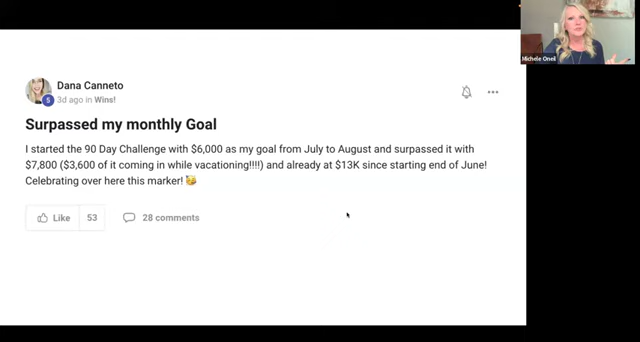 Michele Oneil
Dana Canneto
5
3d ago in Wins!
Surpassed my monthly Goal
I started the 90 Day Challenge with $6,000 as my goal from July to August and surpassed it with
$7,800 ($3,600 of it coming in while vacationing!!!!) and already at $13K since starting end of June!
Celebrating over here this marker! 🥳
Like 53 28 comments